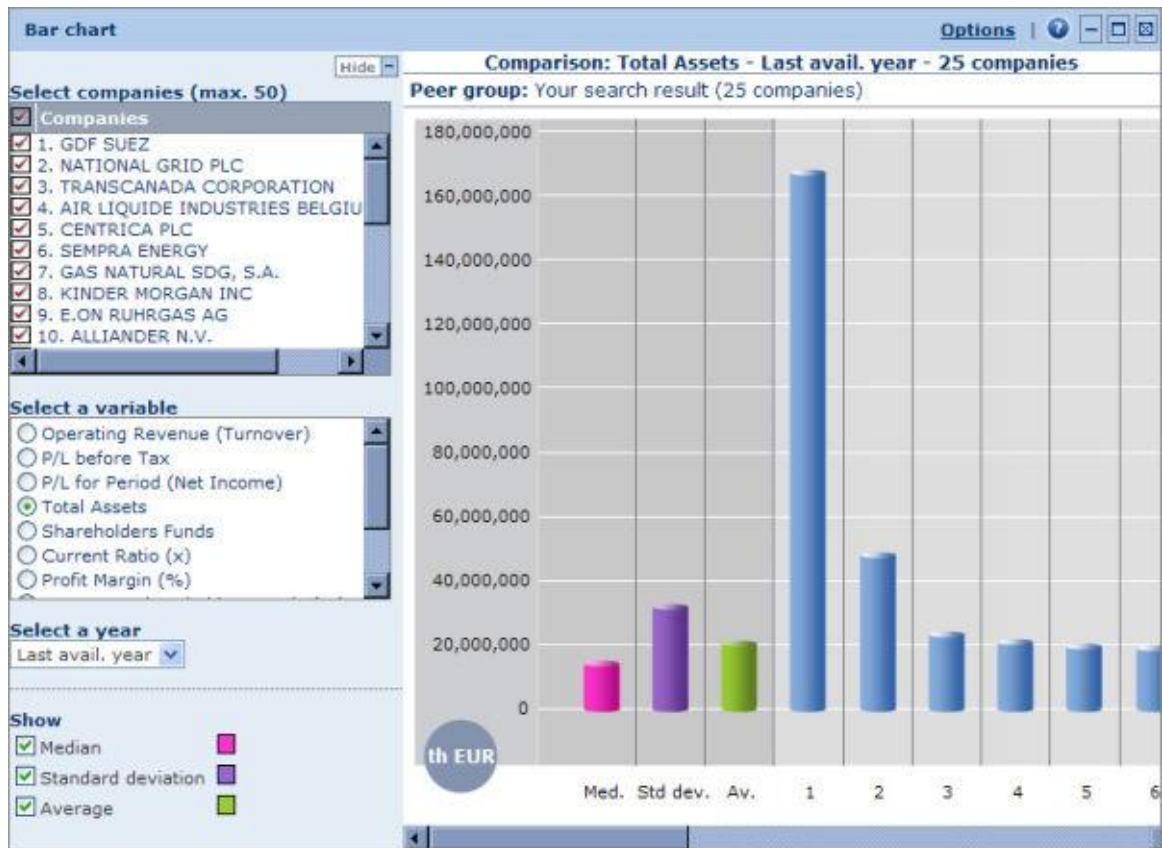 Bar chart
Options | ?
Hide
Select companies (max. 50)
Companies
1. GDF SUEZ
2. NATIONAL GRID PLC
3. TRANSCANADA CORPORATION
4. AIR LIQUIDE INDUSTRIES BELGIU
5. CENTRICA PLC
6. SEMPRA ENERGY
7. GAS NATURAL SDG, S.A.
8. KINDER MORGAN INC
9. E.ON RUHRGAS AG
10. ALLIANDER N.V.
Select a variable
Operating Revenue (Turnover)
P/L before Tax
P/L for Period (Net Income)
Total Assets
Shareholders Funds
Current Ratio (x)
Profit Margin (%)
Select a year
Last avail. year
Show
Median
Standard deviation
Average
Comparison: Total Assets - Last avail. year - 25 companies
Peer group: Your search result (25 companies)
180,000,000
160,000,000
140,000,000
120,000,000
100,000,000
80,000,000
60,000,000
40,000,000
20,000,000
0
th EUR
Med. Std dev. Av. 1 2 3 4 5 6